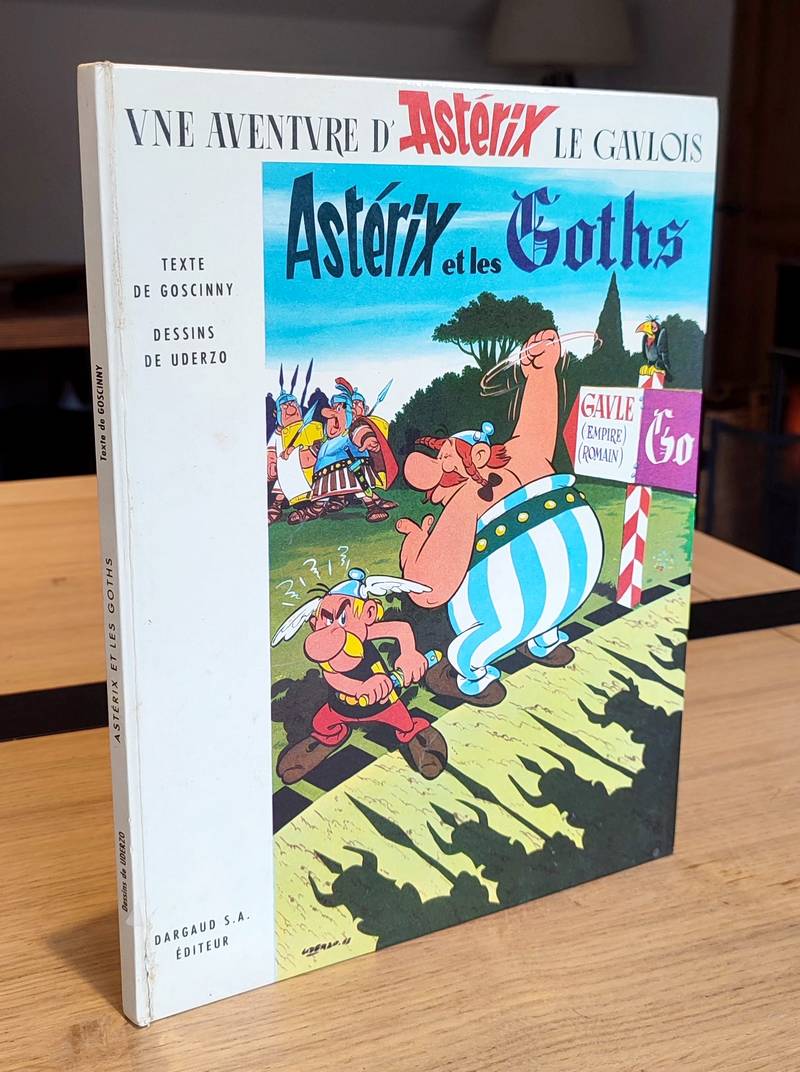 VNE AVENTVRE D'Astérix LE GAVLOIS
Astérix et les Goths
TEXTE
DE GOSCINNY
DESSINS
DE UDERZO
GAVLE
(EMPIRE)
(ROMAIN)
Go
DARGAUD S.A.
ÉDITEUR
UDERZO
Texte de GOSCINNY
ASTÉRIX ET LES GOTHS
Dessins de UDERZO